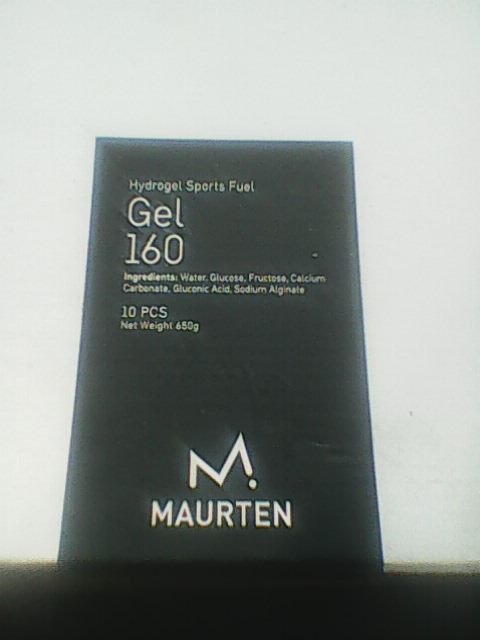 Hydrogel Sports Fuel
Gel
160
Ingredients: Water, Glucose, Fructose, Calcium
Carbonate, Gluconic Acid, Sodium Alginate
10 PCS
Net Weight 650g
MAURTEN